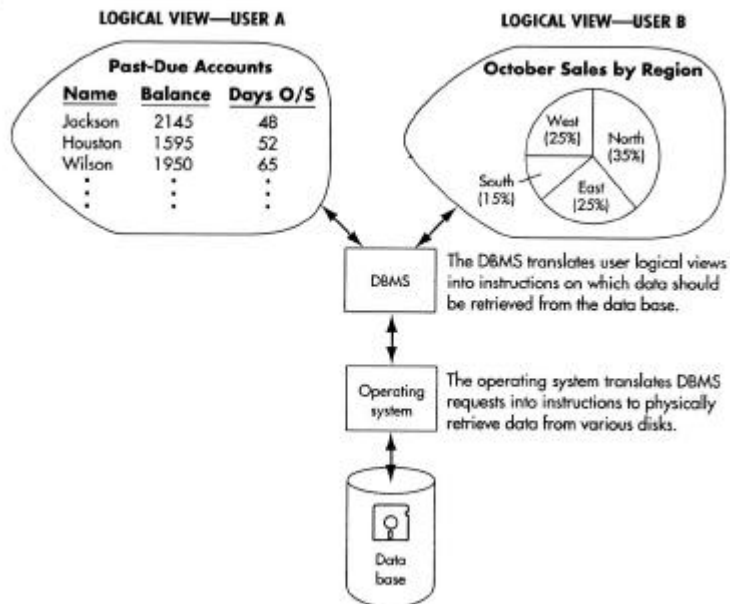 LOGICAL VIEW—USER A
Past-Due Accounts
Name Balance Days O/S
Jackson 2145 48
Houston 1595 52
Wilson 1950 65
LOGICAL VIEW—USER B
October Sales by Region
West
(25%)
North
(35%)
South
(15%)
East
(25%)
DBMS
The DBMS translates user logical views
into instructions on which data should
be retrieved from the data base.
Operating
system
The operating system translates DBMS
requests into instructions to physically
retrieve data from various disks.
Data
base